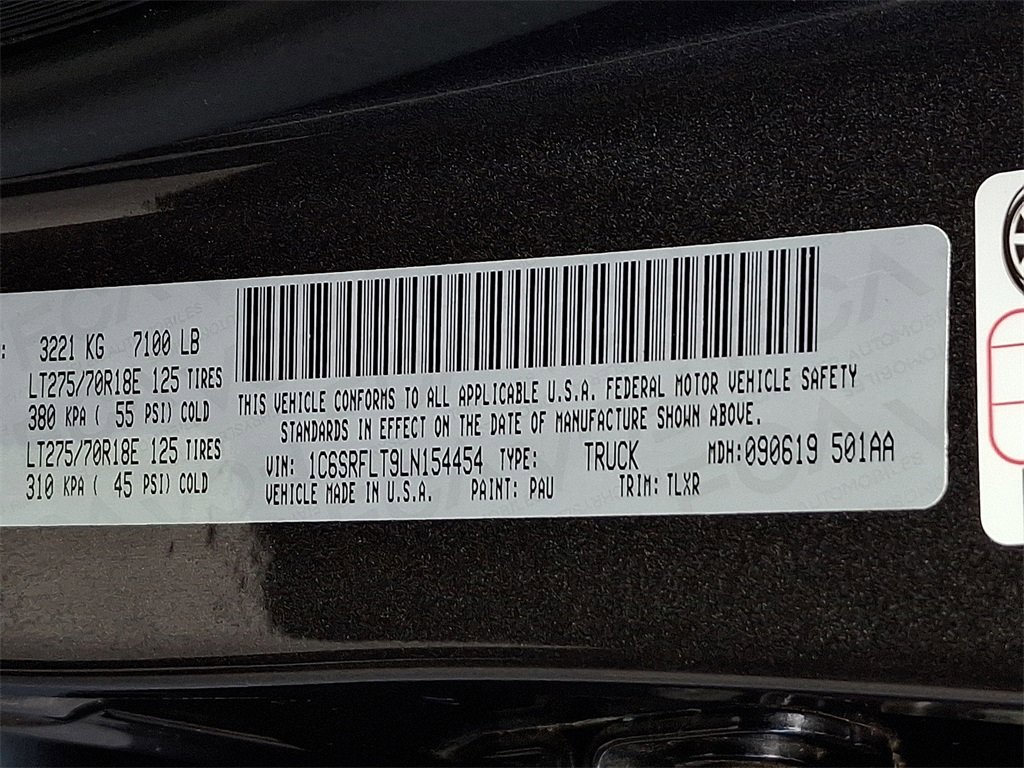 : 3221 KG 7100 LB
LT275/70R18E 125 TIRES
380 KPA ( 55 PSI) COLD
LT275/70R18E 125 TIRES
310 KPA ( 45 PSI) COLD
THIS VEHICLE CONFORMS TO ALL APPLICABLE U.S.A. FEDERAL MOTOR VEHICLE SAFETY
STANDARDS IN EFFECT ON THE DATE OF MANUFACTURE SHOWN ABOVE.
VIN: 1C6SRFLT9LN154454 TYPE: TRUCK MDH:090619 501AA
VEHICLE MADE IN U.S.A. PAINT: PAU TRIM: TLXR